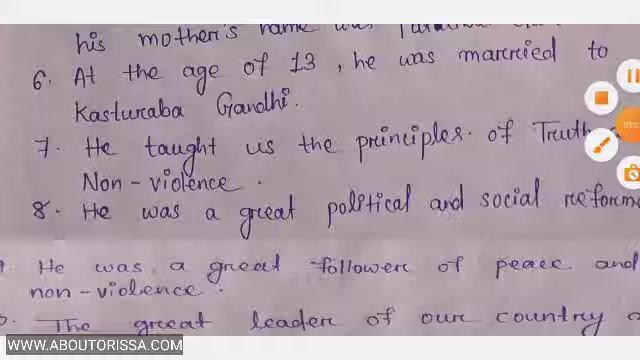 his mother's name was
6. At the age of 13, he was married to
Kasturaba Gandhi.
7. He taught us the principles of Truth
Non-violence.
8. He was a great political and social
He was a great follower of peace and
non-violence.
The great leader of our country
WWW.ABOUTORISSA.COM